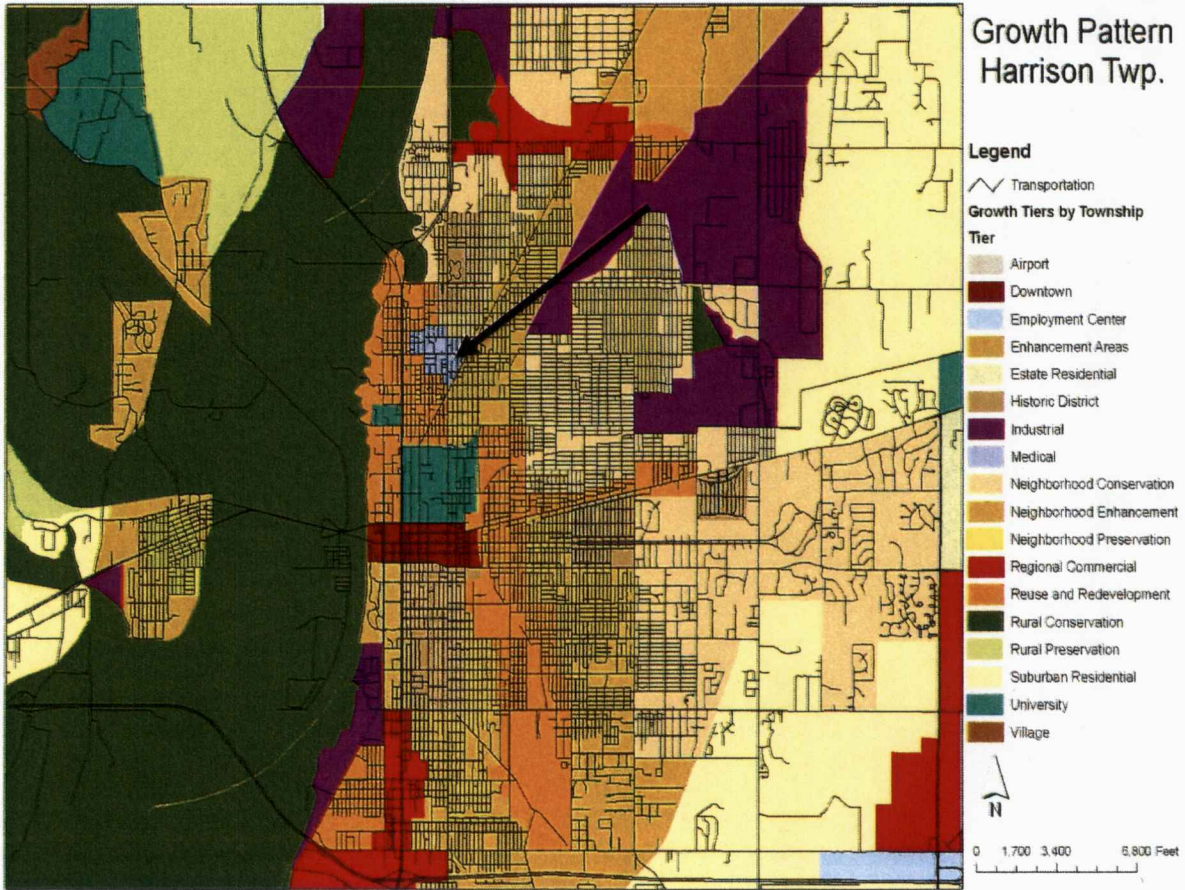 Growth Pattern
Harrison Twp.
Legend
Transportation
Growth Tiers by Township
Tier
Airport
Downtown
Employment Center
Enhancement Areas
Estate Residential
Historic District
Industrial
Medical
Neighborhood Conservation
Neighborhood Enhancement
Neighborhood Preservation
Regional Commercial
Reuse and Redevelopment
Rural Conservation
Rural Preservation
Suburban Residential
University
Village
N
0 1,700 3,400 6,800 Feet